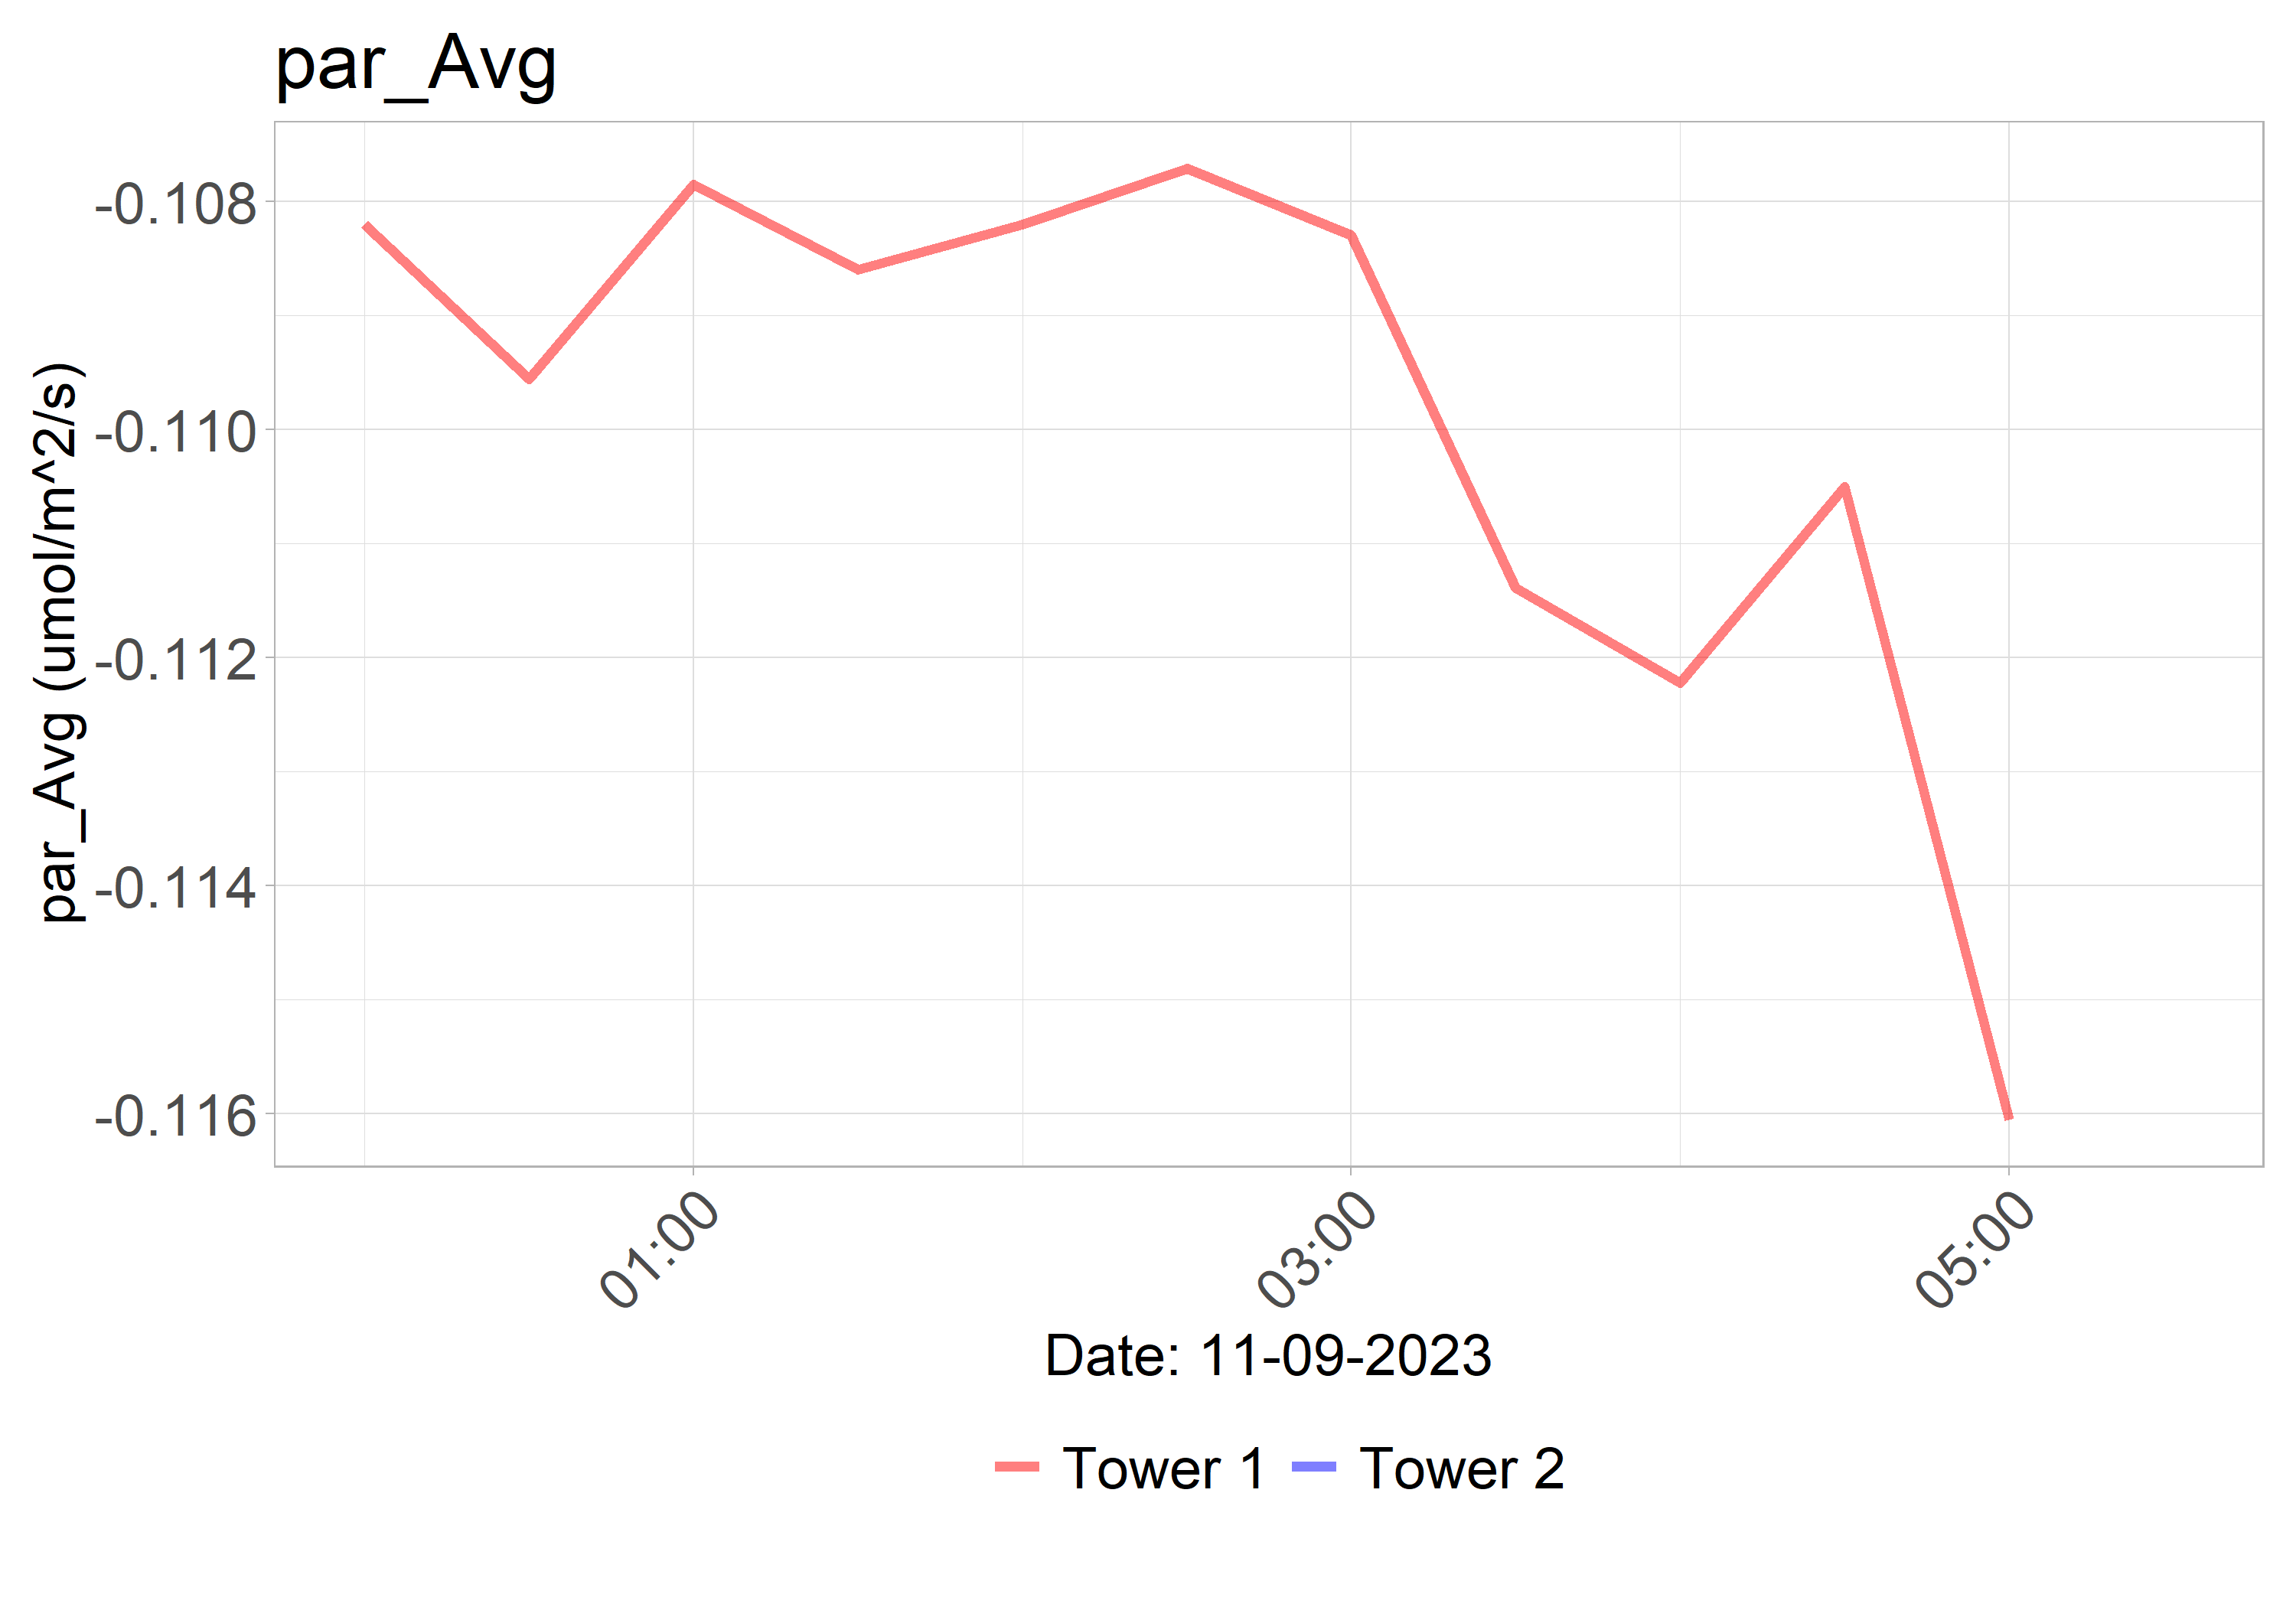 par_Avg
par_Avg (umol/m^2/s)
-0.108
-0.110
-0.112
-0.114
-0.116
01:00
03:00
05:00
Date: 11-09-2023
Tower 1
Tower 2